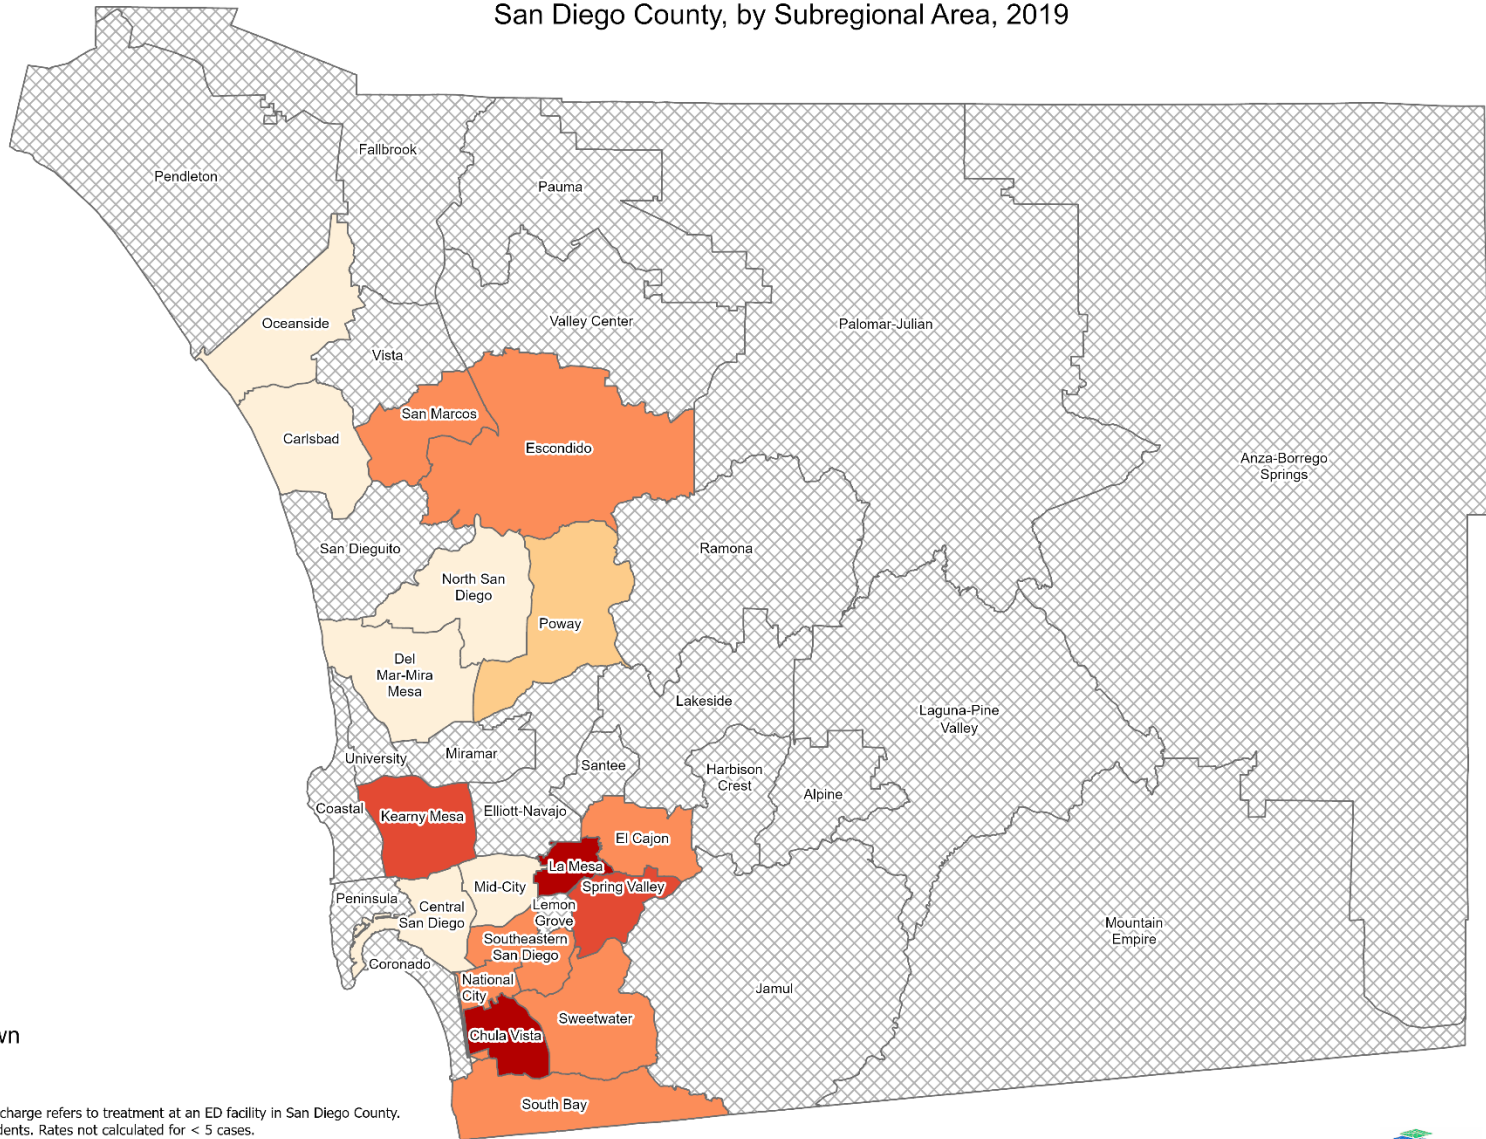 San Diego County, by Subregional Area, 2019
Fallbrook
Pendleton
Pauma
Oceanside
Valley Center
Palomar-Julian
Vista
San Marcos
Carlsbad
Escondido
Anza-Borrego
Springs
San Dieguito
Ramona
North San
Diego
Poway
Del
Mar-Mira
Mesa
Lakeside
Laguna-Pine
Valley
University
Miramar
Santee
Harbison
Crest
Alpine
Coastal
Kearny Mesa
Elliott-Navajo
El Cajon
La Mesa
Mid-City
Spring Valley
Peninsula
Central
San Diego
Lemon
Grove
Southeastern
San Diego
Mountain
Empire
Coronado
National
City
Jamul
Sweetwater
Chula Vista
wn
South Bay
charge refers to treatment at an ED facility in San Diego County.
dents. Rates not calculated for < 5 cases.